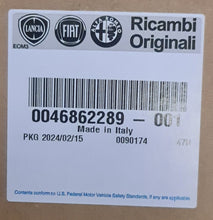 LANCIA FIAT ALFA ROMEO Ricambi
Originali
0046862289 - 001
Made in Italy
PKG 2024/02/15 0090174
Contents conform to U.S. Federal Motor Vehicle Safety Standards, if any are applicable.